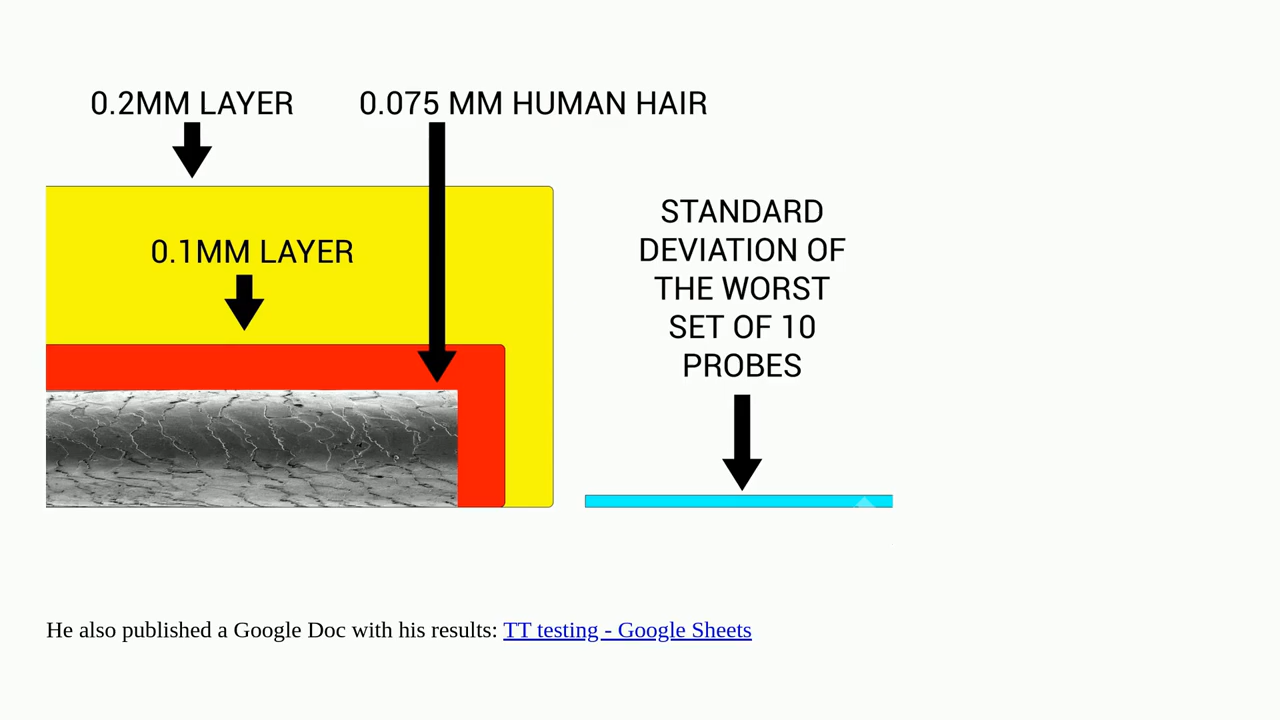 0.2MM LAYER
0.075 MM HUMAN HAIR
0.1MM LAYER
STANDARD
DEVIATION OF
THE WORST
SET OF 10
PROBES
He also published a Google Doc with his results: TT testing - Google Sheets